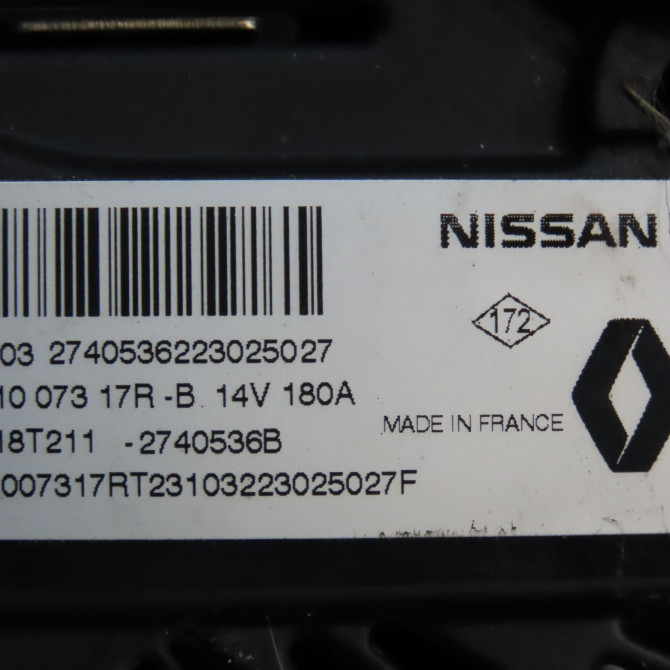 NISSAN
172
03 2740536223025027
10 073 17R -B 14V 180A
18T211 -2740536B
MADE IN FRANCE
007317RT23103223025027F